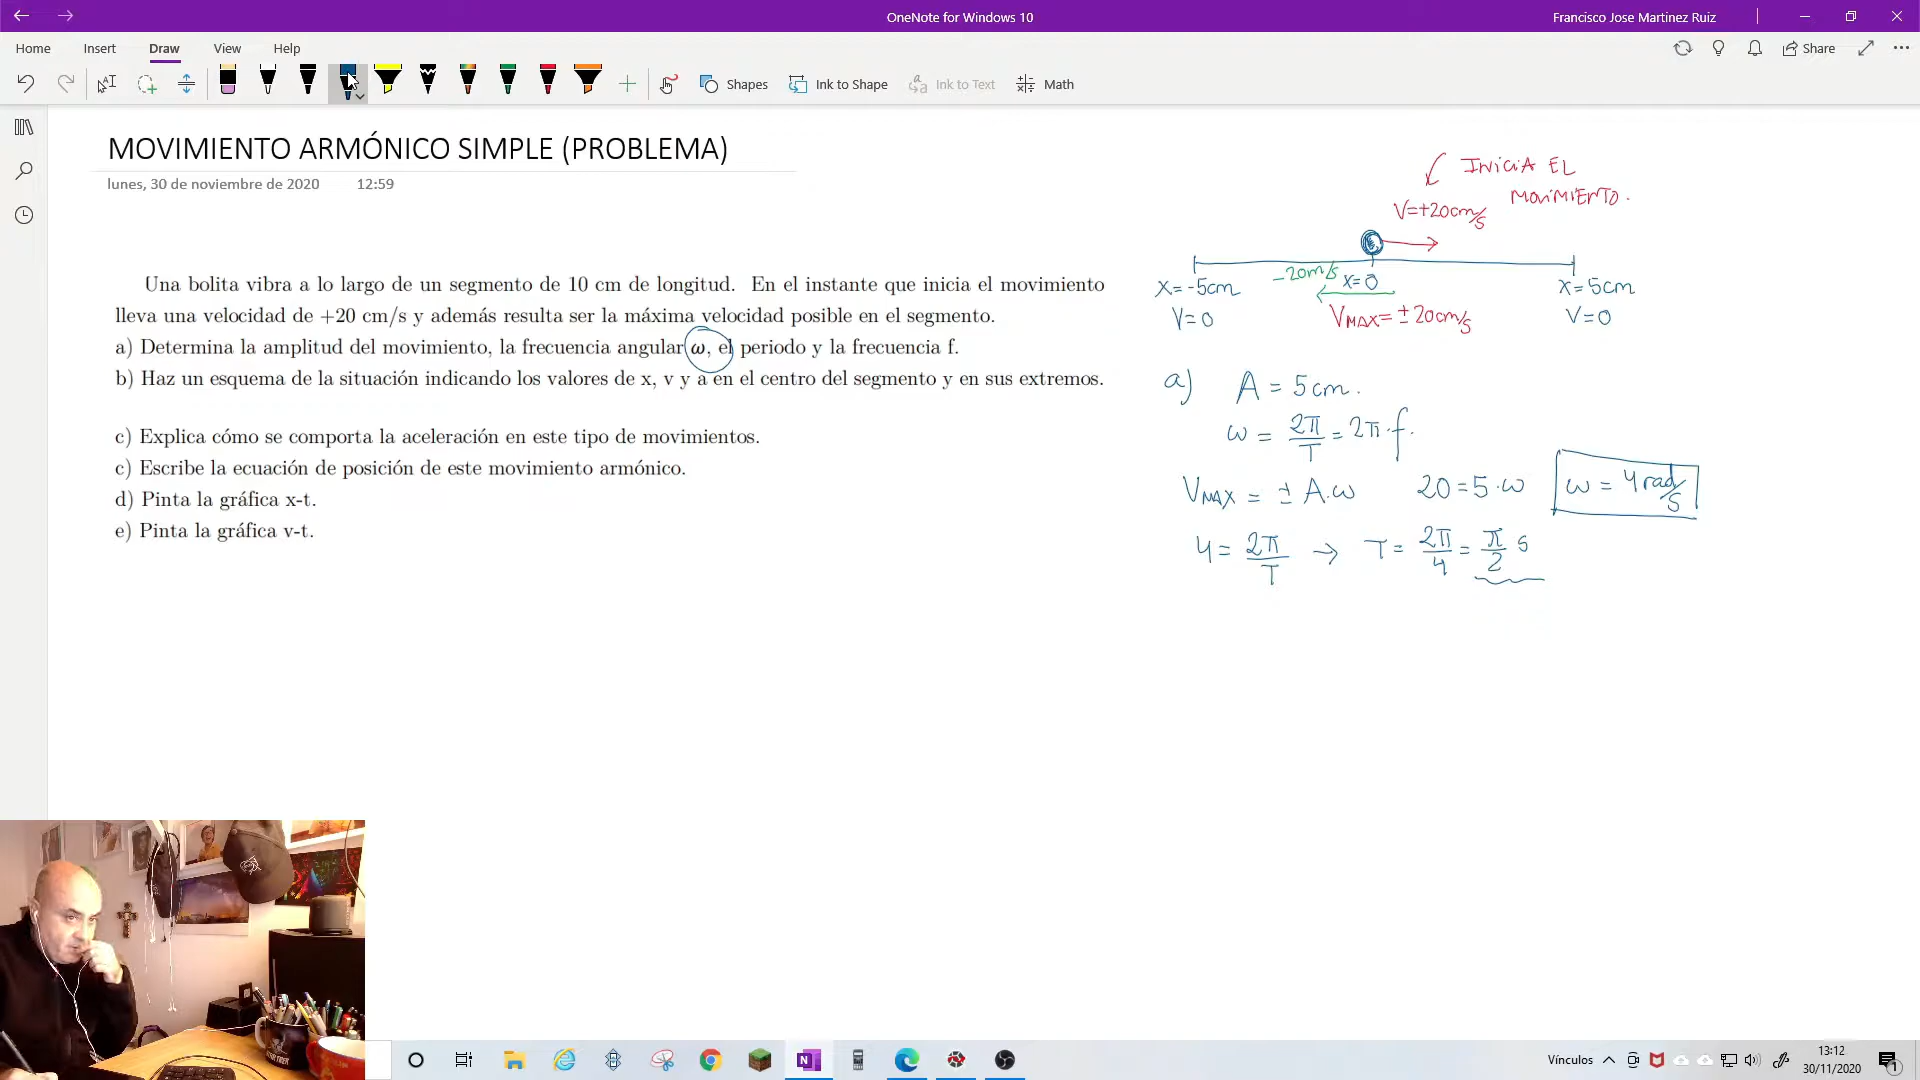 OneNote for Windows 10
Francisco Jose Martinez Ruiz
Home Insert Draw View Help
Share
Shapes Ink to Shape Ink to Text Math
MOVIMIENTO ARMÓNICO SIMPLE (PROBLEMA)
lunes, 30 de noviembre de 2020 12:59
Una bolita vibra a lo largo de un segmento de 10 cm de longitud. En el instante que inicia el movimiento
lleva una velocidad de +20 cm/s y además resulta ser la máxima velocidad posible en el segmento.
a) Determina la amplitud del movimiento, la frecuencia angular ω, el periodo y la frecuencia f.
b) Haz un esquema de la situación indicando los valores de x, v y a en el centro del segmento y en sus extremos.
c) Explica cómo se comporta la aceleración en este tipo de movimientos.
c) Escribe la ecuación de posición de este movimiento armónico.
d) Pinta la gráfica x-t.
e) Pinta la gráfica v-t.
INICIA EL
MOVIMIENTO.
V=+20cm/s
-20m/s
x=-5cm x=0 x=5cm
V=0 VMAX=±20cm/s V=0
a) A = 5cm.
ω = 2π/T = 2π·f.
VMAX = ± A·ω 20=5·ω ω = 4rad/s
4 = 2π/T → T = 2π/4 = π/2 s
Vínculos
13:12
30/11/2020
1